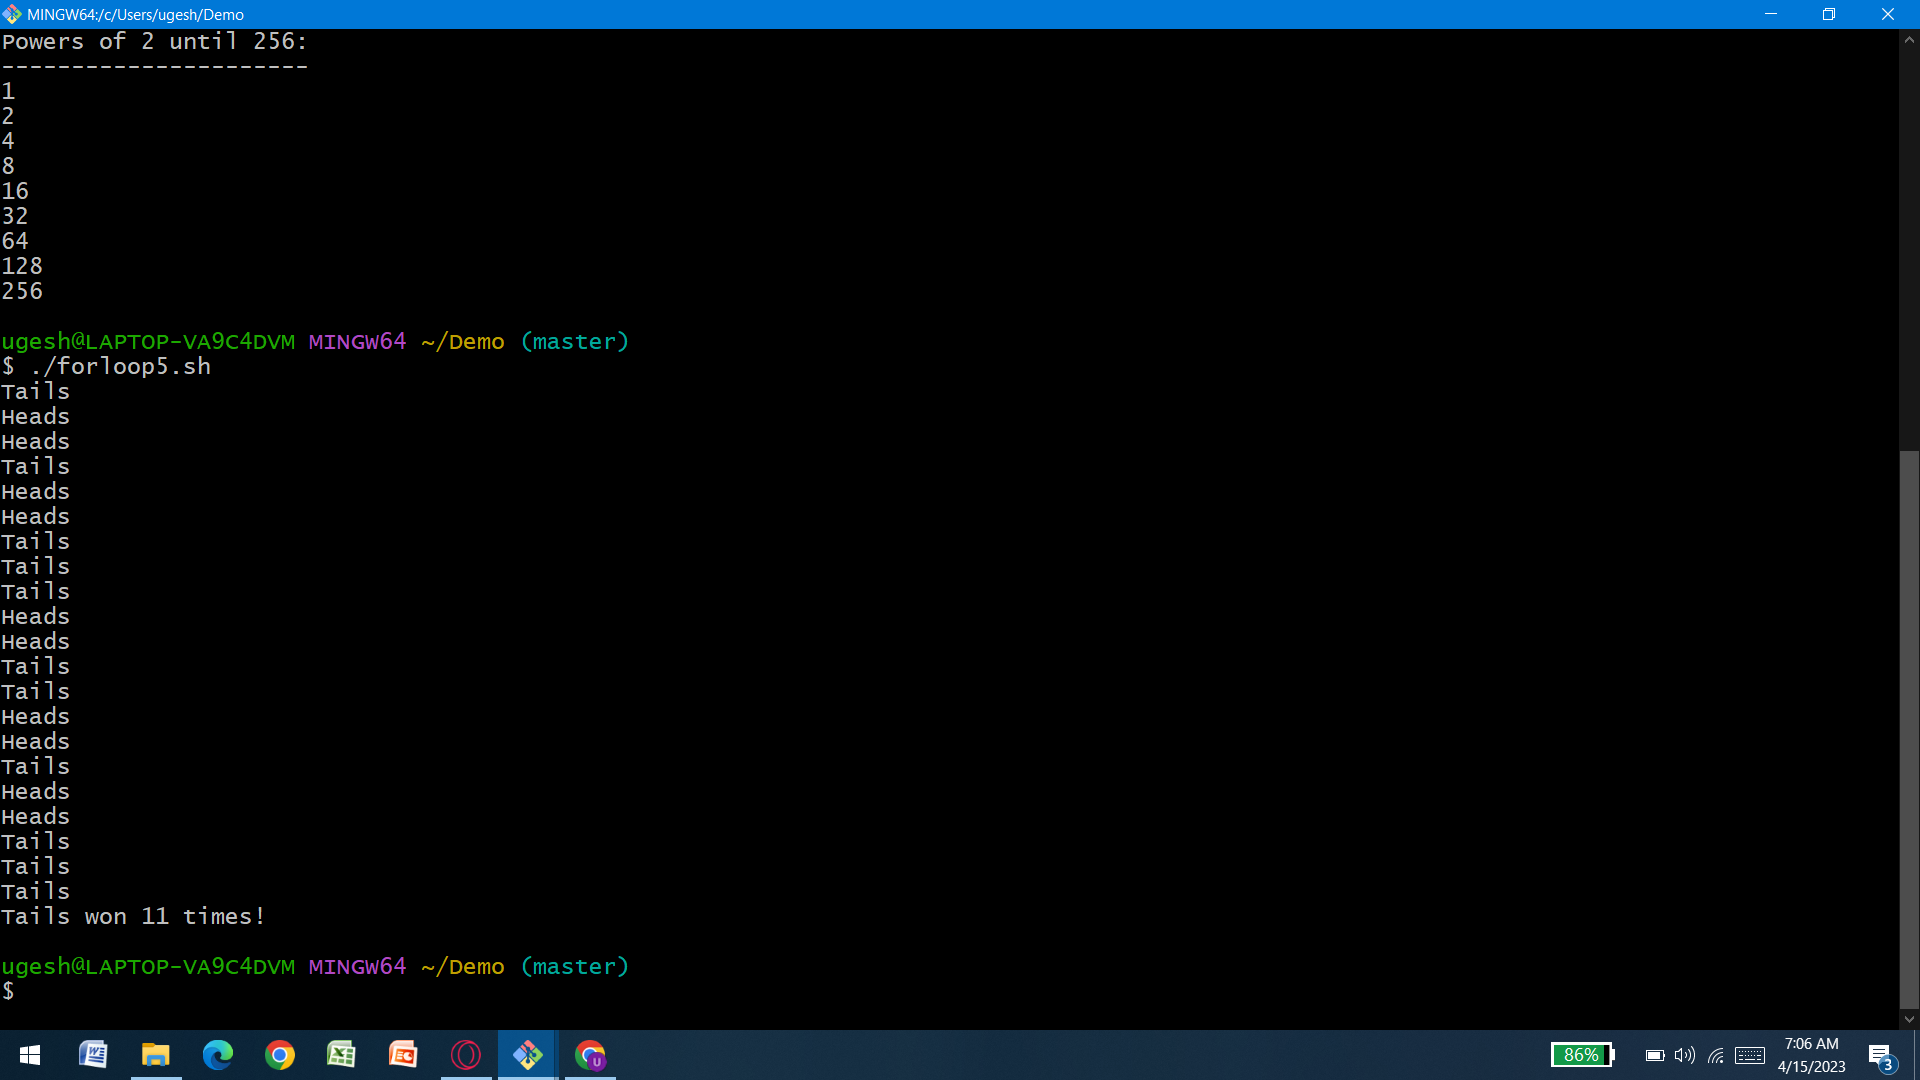 MINGW64:/c/Users/ugesh/Demo
Powers of 2 until 256:
----------------------
1
2
4
8
16
32
64
128
256
ugesh@LAPTOP-VA9C4DVM MINGW64 ~/Demo (master)
$ ./forloop5.sh
Tails
Heads
Heads
Tails
Heads
Heads
Tails
Tails
Tails
Heads
Heads
Tails
Tails
Heads
Heads
Tails
Heads
Heads
Tails
Tails
Tails
Tails won 11 times!
ugesh@LAPTOP-VA9C4DVM MINGW64 ~/Demo (master)
$
86%
7:06 AM
4/15/2023
3